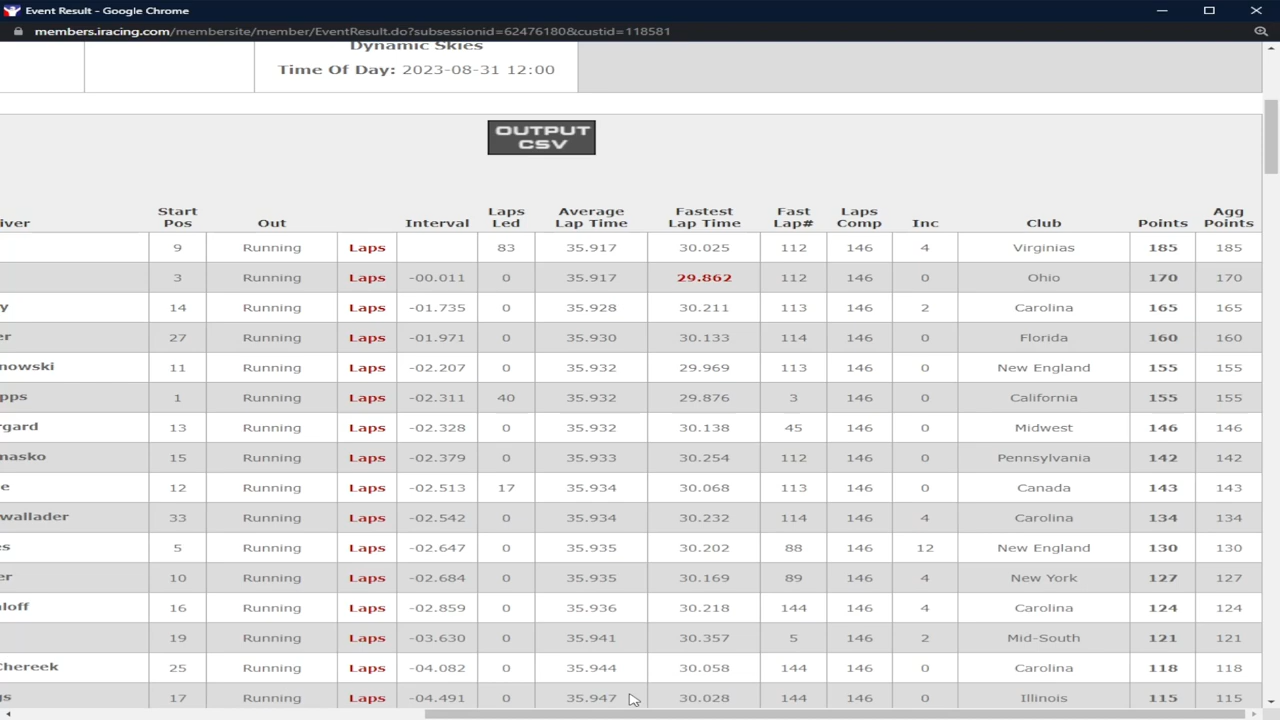 Event Result - Google Chrome
members.iracing.com/membersite/member/EventResult.do?subsessionid=62476180&custid=118581
Dynamic Skies
Time Of Day: 2023-08-31 12:00
OUTPUT
CSV
iver Start Pos Out Interval Laps Led Average Lap Time Fastest Lap Time Fast Lap# Laps Comp Inc Club Points Agg Points
9 Running Laps 83 35.917 30.025 112 146 4 Virginias 185 185
3 Running Laps -00.011 0 35.917 29.862 112 146 0 Ohio 170 170
y 14 Running Laps -01.735 0 35.928 30.211 113 146 2 Carolina 165 165
er 27 Running Laps -01.971 0 35.930 30.133 114 146 0 Florida 160 160
nowski 11 Running Laps -02.207 0 35.932 29.969 113 146 0 New England 155 155
pps 1 Running Laps -02.311 40 35.932 29.876 3 146 0 California 155 155
rgard 13 Running Laps -02.328 0 35.932 30.138 45 146 0 Midwest 146 146
nasko 15 Running Laps -02.379 0 35.933 30.254 112 146 0 Pennsylvania 142 142
e 12 Running Laps -02.513 17 35.934 30.068 113 146 0 Canada 143 143
wallader 33 Running Laps -02.542 0 35.934 30.232 114 146 4 Carolina 134 134
es 5 Running Laps -02.647 0 35.935 30.202 88 146 12 New England 130 130
er 10 Running Laps -02.684 0 35.935 30.169 89 146 4 New York 127 127
loff 16 Running Laps -02.859 0 35.936 30.218 144 146 4 Carolina 124 124
19 Running Laps -03.630 0 35.941 30.357 5 146 2 Mid-South 121 121
Chereek 25 Running Laps -04.082 0 35.944 30.058 144 146 0 Carolina 118 118
gs 17 Running Laps -04.491 0 35.947 30.028 144 146 0 Illinois 115 115